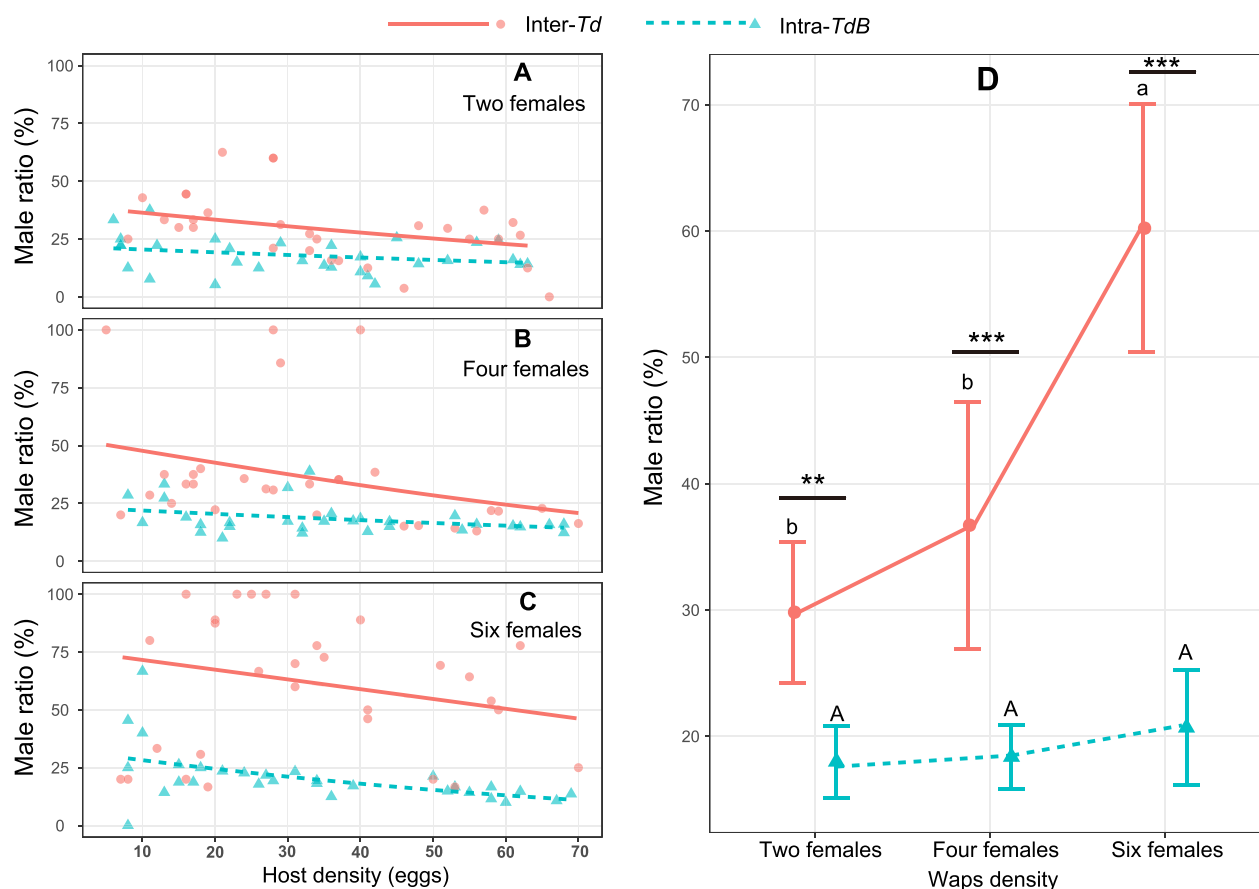 Inter-Td
Intra-TdB
A
Two females
Male ratio (%)
100
75
50
25
0
B
Four females
Male ratio (%)
100
75
50
25
0
C
Six females
Male ratio (%)
100
75
50
25
0
10 20 30 40 50 60 70
Host density (eggs)
D
Male ratio (%)
70
60
50
40
30
20
**
b
***
b
***
a
A
A
A
Two females Four females Six females
Waps density